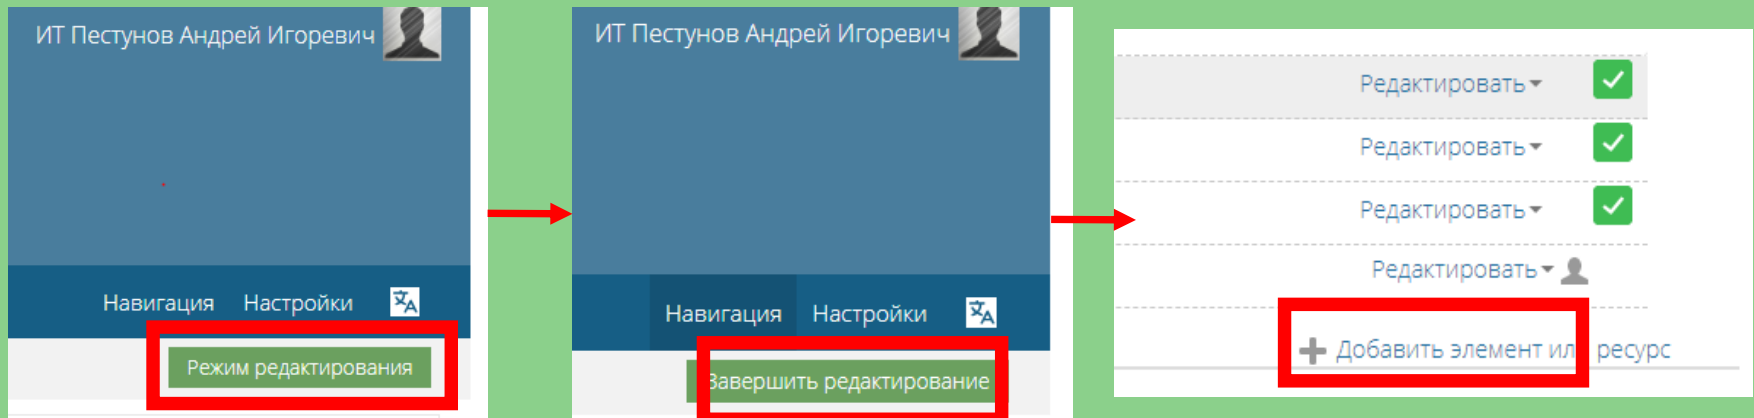 ИТ Пестунов Андрей Игоревич
Навигация Настройки
Режим редактирования
ИТ Пестунов Андрей Игоревич
Навигация Настройки
Завершить редактирование
Редактировать
Редактировать
Редактировать
Редактировать
Добавить элемент или ресурс